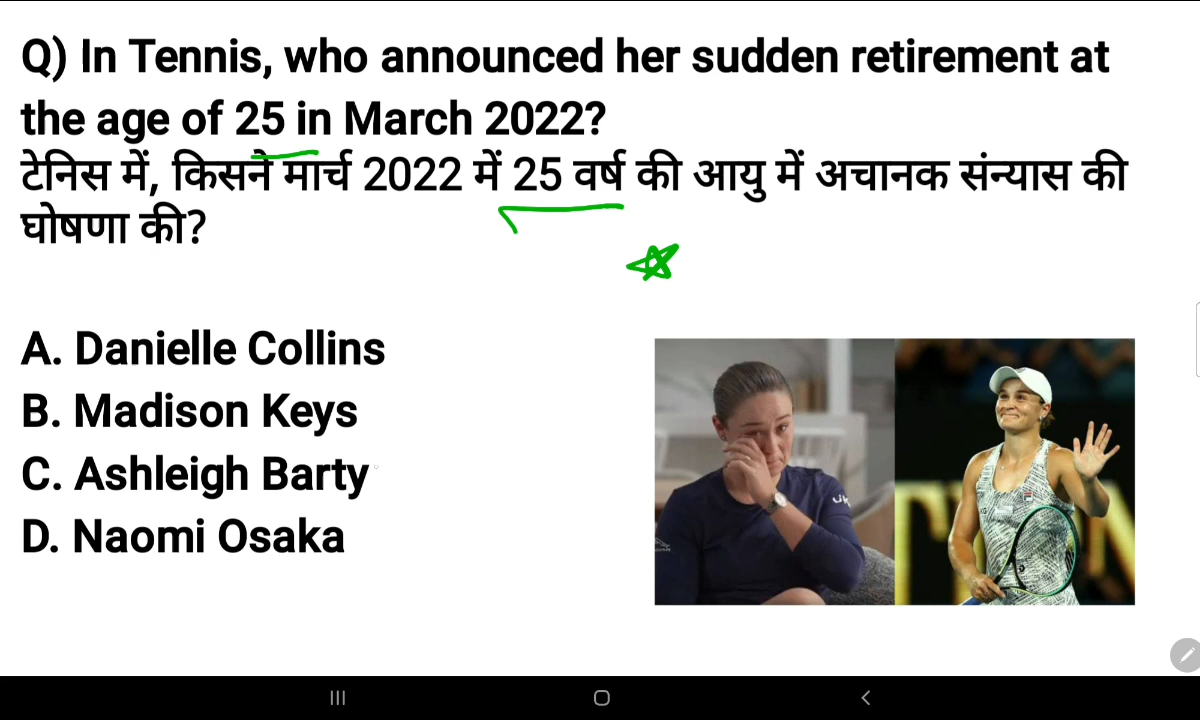 Q) In Tennis, who announced her sudden retirement at
the age of 25 in March 2022?
टेनिस में, किसने मार्च 2022 में 25 वर्ष की आयु में अचानक संन्यास की
घोषणा की?
A. Danielle Collins
B. Madison Keys
C. Ashleigh Barty
D. Naomi Osaka